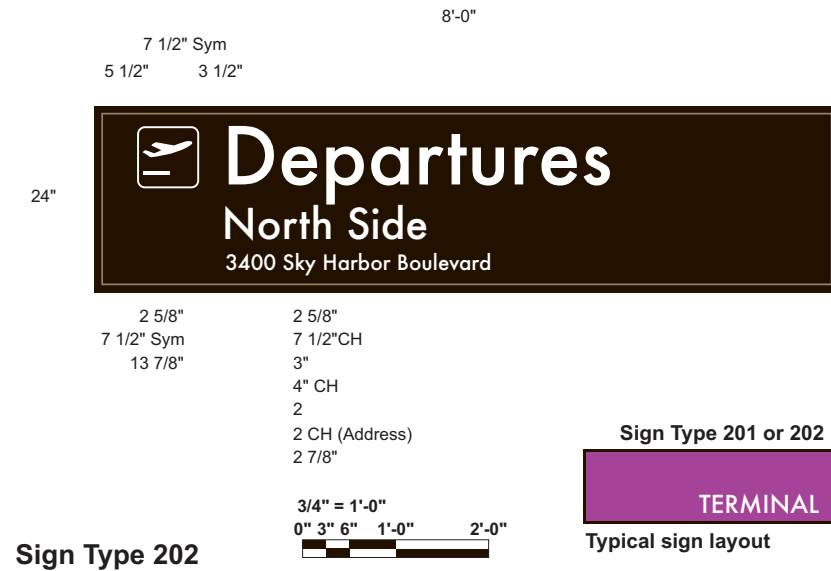 8'-0"
7 1/2" Sym
5 1/2" 3 1/2"
24"
Departures
North Side
3400 Sky Harbor Boulevard
2 5/8"
7 1/2" Sym
13 7/8"
2 5/8"
7 1/2"CH
3"
4" CH
2
2 CH (Address)
2 7/8"
3/4" = 1'-0"
0" 3" 6" 1'-0" 2'-0"
Sign Type 202
Sign Type 201 or 202
TERMINAL
Typical sign layout